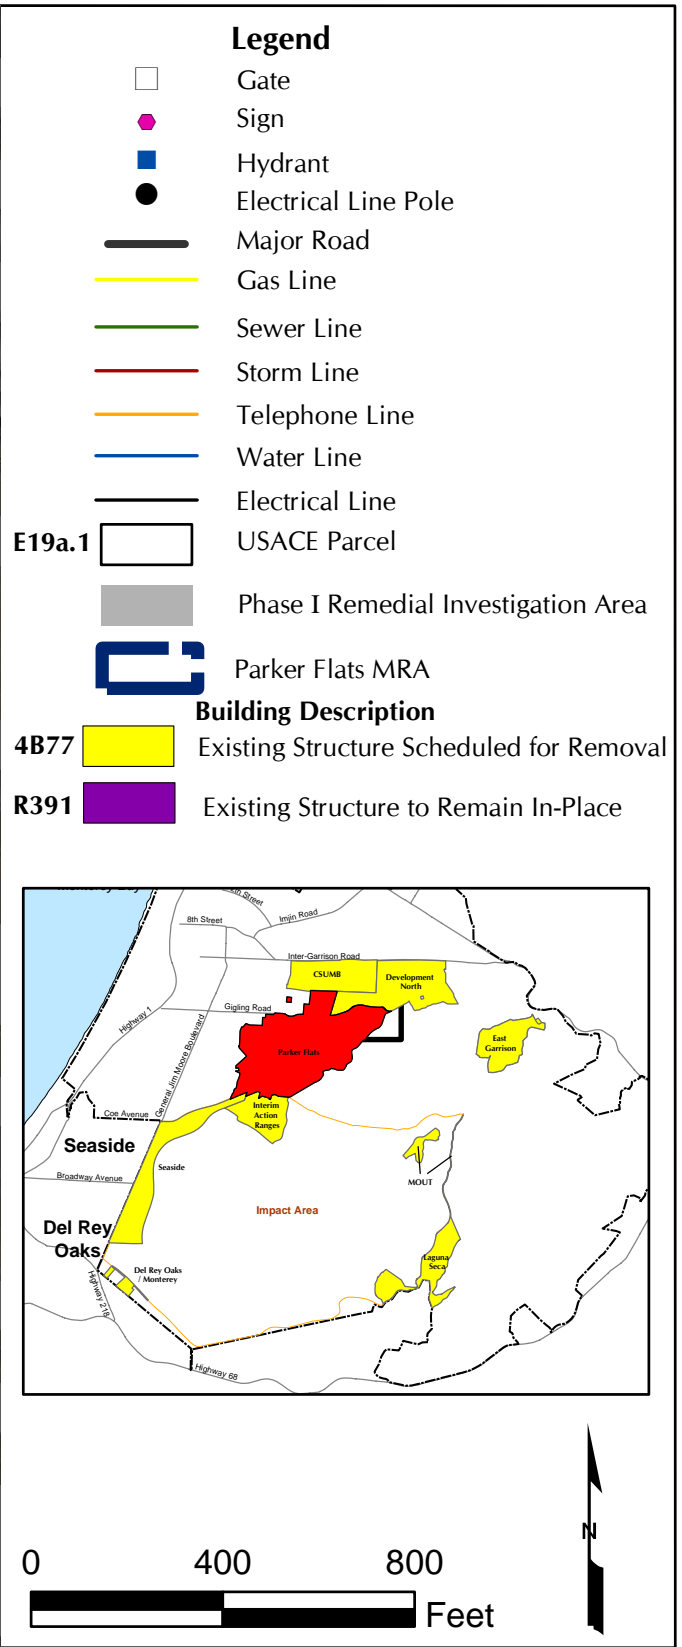 Legend
Gate
Sign
Hydrant
Electrical Line Pole
Major Road
Gas Line
Sewer Line
Storm Line
Telephone Line
Water Line
Electrical Line
E19a.1 USACE Parcel
Phase I Remedial Investigation Area
Parker Flats MRA
Building Description
4B77 Existing Structure Scheduled for Removal
R391 Existing Structure to Remain In-Place
Street
8th Street
Imjin Road
Inter-Garrison Road
CSUMB
Development
North
Highway 1
Gigling Road
General Jim Moore Boulevard
Parker Flats
East
Garrison
Coe Avenue
Interim
Action
Ranges
Seaside
Broadway Avenue
Seaside
MOUT
Impact Area
Del Rey
Oaks
Laguna
Seca
Del Rey Oaks
/ Monterey
Highway 218
Highway 68
N
0 400 800
Feet